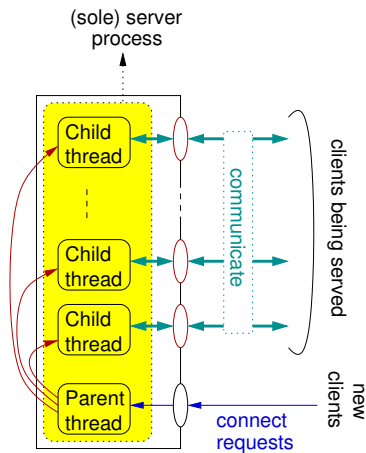 (sole) server
process
Child
thread
Child
thread
Child
thread
Parent
thread
communicate
clients being served
new
clients
connect
requests